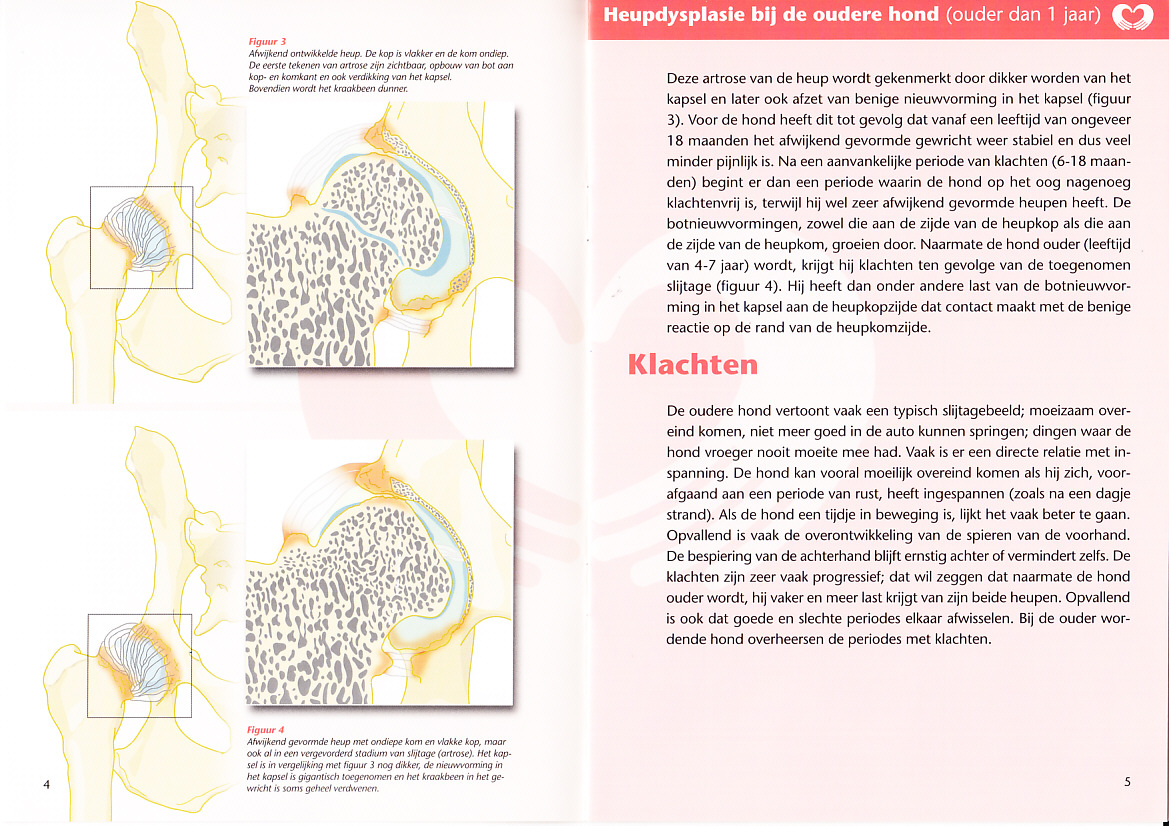 Figuur 3
Afwijkend ontwikkelde heup. De kop is vlakker en de kom ondiep.
De eerste tekenen van artrose zijn zichtbaar, opbouw van bot aan
kop- en komkant en ook verdikking van het kapsel.
Bovendien wordt het kraakbeen dunner.
Figuur 4
Afwijkend gevormde heup met ondiepe kom en vlakke kop, maar
ook al in een vergevorderd stadium van slijtage (artrose). Het kap-
sel is in vergelijking met figuur 3 nog dikker, de nieuwvorming in
het kapsel is gigantisch toegenomen en het kraakbeen in het ge-
wricht is soms geheel verdwenen.
4
Heupdysplasie bij de oudere hond (ouder dan 1 jaar)
Deze artrose van de heup wordt gekenmerkt door dikker worden van het
kapsel en later ook afzet van benige nieuwvorming in het kapsel (figuur
3). Voor de hond heeft dit tot gevolg dat vanaf een leeftijd van ongeveer
18 maanden het afwijkend gevormde gewricht weer stabiel en dus veel
minder pijnlijk is. Na een aanvankelijke periode van klachten (6-18 maan-
den) begint er dan een periode waarin de hond op het oog nagenoeg
klachtenvrij is, terwijl hij wel zeer afwijkend gevormde heupen heeft. De
botnieuwvormingen, zowel die aan de zijde van de heupkop als die aan
de zijde van de heupkom, groeien door. Naarmate de hond ouder (leeftijd
van 4-7 jaar) wordt, krijgt hij klachten ten gevolge van de toegenomen
slijtage (figuur 4). Hij heeft dan onder andere last van de botnieuwvor-
ming in het kapsel aan de heupkopzijde dat contact maakt met de benige
reactie op de rand van de heupkomzijde.
Klachten
De oudere hond vertoont vaak een typisch slijtagebeeld; moeizaam over-
eind komen, niet meer goed in de auto kunnen springen; dingen waar de
hond vroeger nooit moeite mee had. Vaak is er een directe relatie met in-
spanning. De hond kan vooral moeilijk overeind komen als hij zich, voor-
afgaand aan een periode van rust, heeft ingespannen (zoals na een dagje
strand). Als de hond een tijdje in beweging is, lijkt het vaak beter te gaan.
Opvallend is vaak de overontwikkeling van de spieren van de voorhand.
De bespiering van de achterhand blijft ernstig achter of vermindert zelfs. De
klachten zijn zeer vaak progressief; dat wil zeggen dat naarmate de hond
ouder wordt, hij vaker en meer last krijgt van zijn beide heupen. Opvallend
is ook dat goede en slechte periodes elkaar afwisselen. Bij de ouder wor-
dende hond overheersen de periodes met klachten.
5